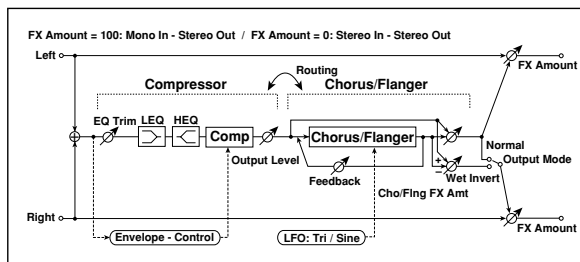 FX Amount = 100: Mono In - Stereo Out / FX Amount = 0: Stereo In - Stereo Out
Left
FX Amount
Routing
Compressor
Chorus/Flanger
EQ Trim
LEQ
HEQ
Comp
Chorus/Flanger
Output Level
Normal
Output Mode
+
−
Wet Invert
Feedback
Cho/Flng FX Amt
Right
FX Amount
Envelope - Control
LFO: Tri / Sine